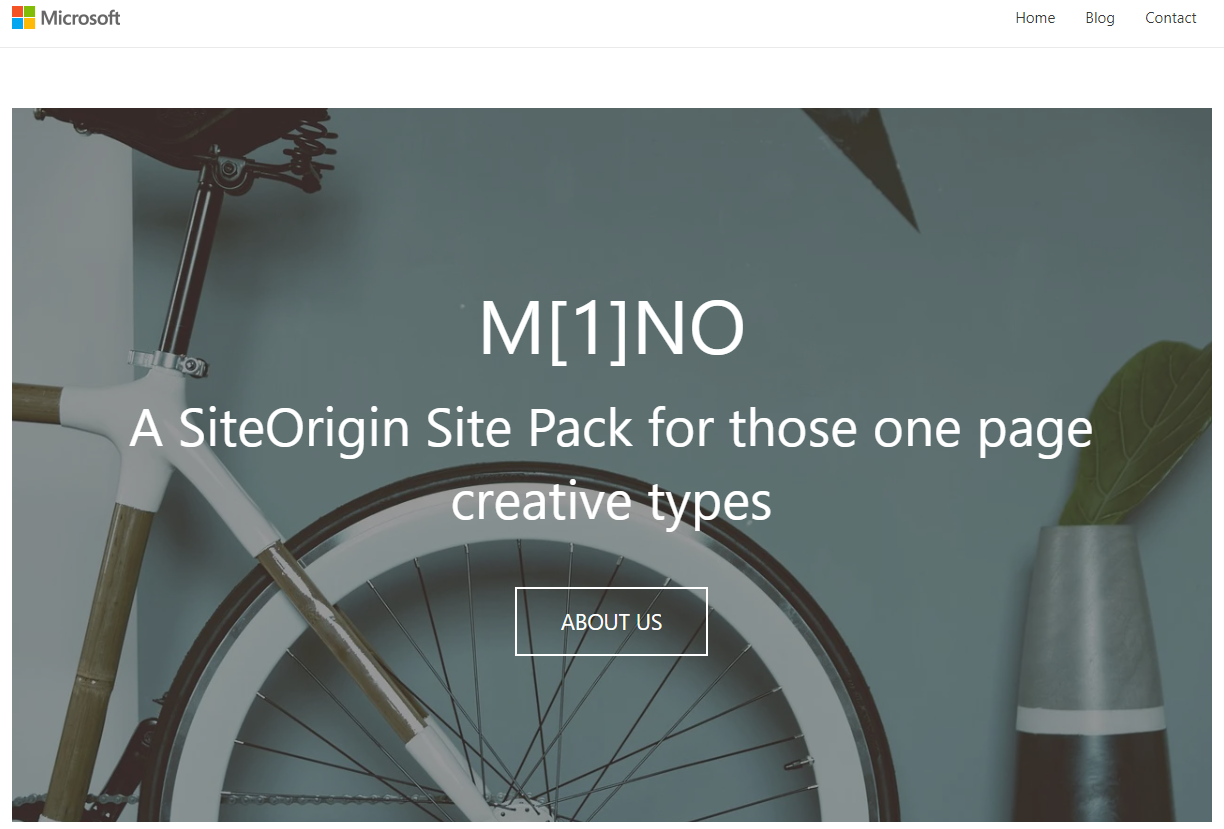 Microsoft
Home Blog Contact
M[1]NO
A SiteOrigin Site Pack for those one page
creative types
ABOUT US